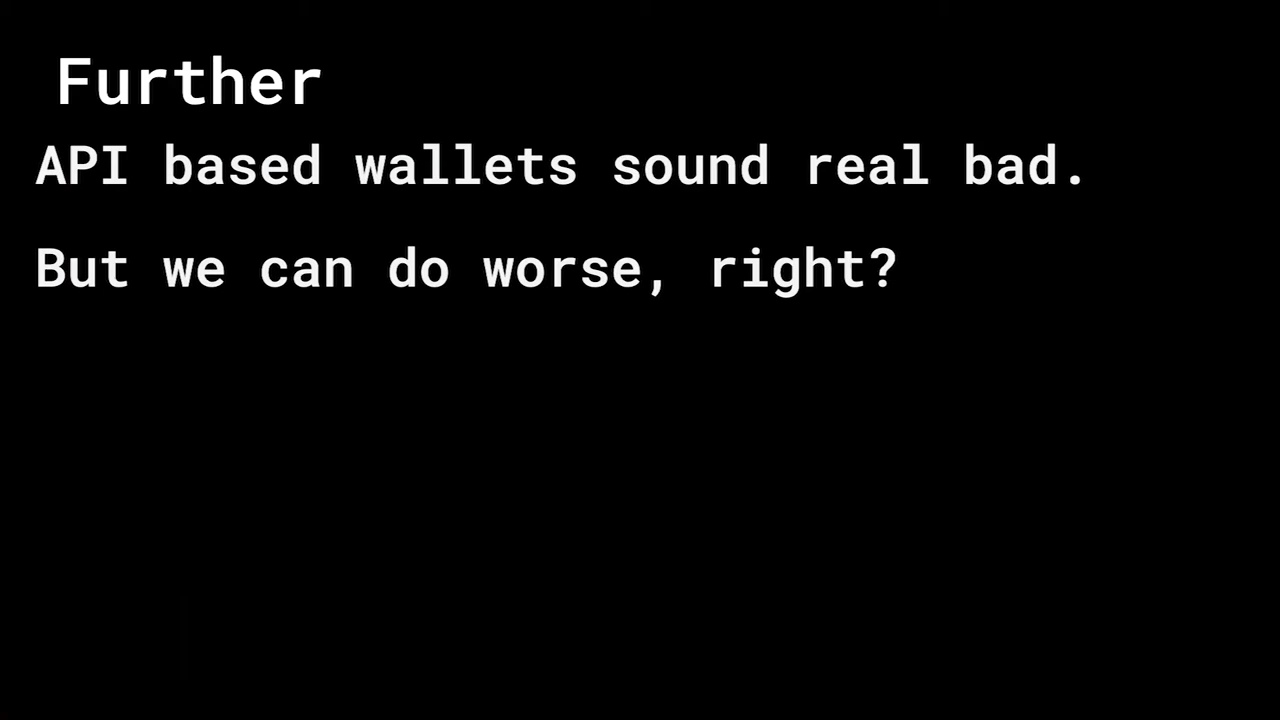 Further
API based wallets sound real bad.
But we can do worse, right?